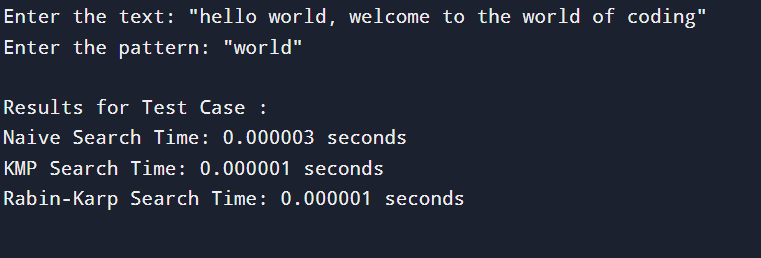 Enter the text: "hello world, welcome to the world of coding"
Enter the pattern: "world"
Results for Test Case :
Naive Search Time: 0.000003 seconds
KMP Search Time: 0.000001 seconds
Rabin-Karp Search Time: 0.000001 seconds